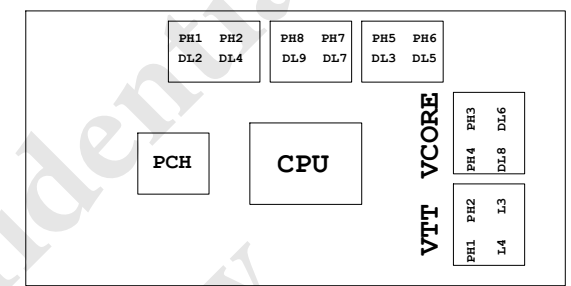 PH1 PH2 PH8 PH7 PH5 PH6
DL2 DL4 DL9 DL7 DL3 DL5
PCH
CPU
VCORE
PH3 DL6
PH4 DL8
VTT
PH2 L3
PH1 L4